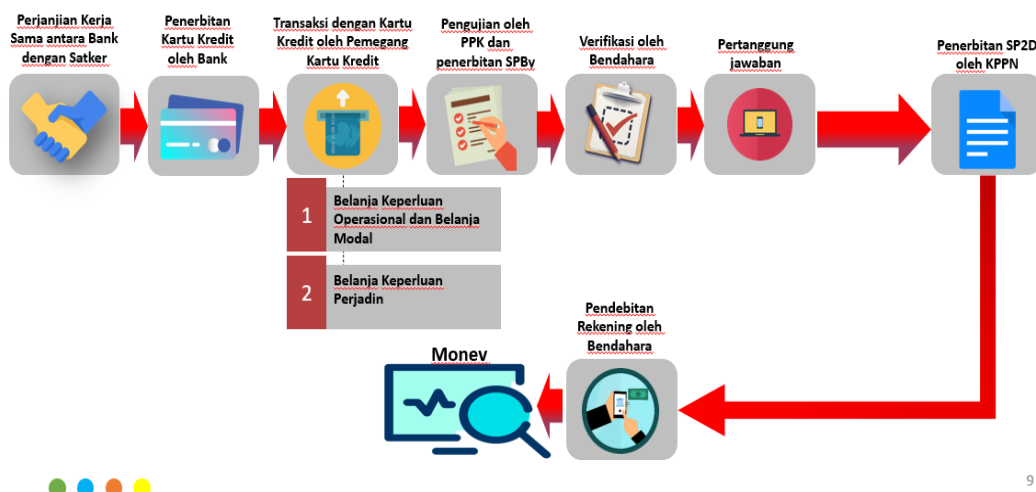 Perjanjian Kerja
Sama antara Bank
dengan Satker
Penerbitan
Kartu Kredit
oleh Bank
Transaksi dengan Kartu
Kredit oleh Pemegang
Kartu Kredit
Pengujian oleh
PPK dan
penerbitan SPBy
Verifikasi oleh
Bendahara
Pertanggung
jawaban
Penerbitan SP2D
oleh KPPN
1
Belanja Keperluan
Operasional dan Belanja
Modal
2
Belanja Keperluan
Perjadin
Pendebitan
Rekening oleh
Bendahara
Monev
9